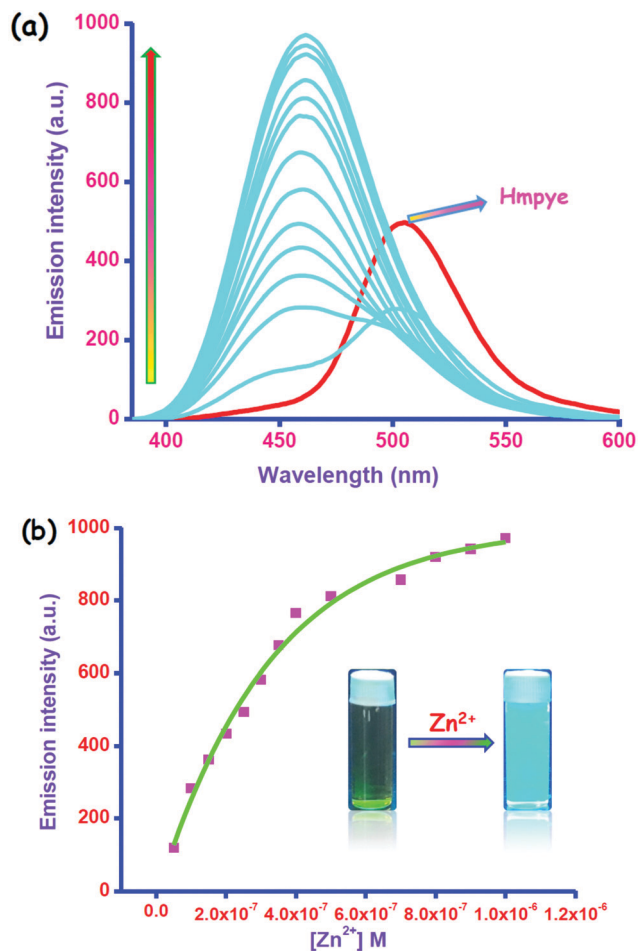 (a)
1000
800
600
400
200
0
Emission intensity (a.u.)
Hmpye
400 450 500 550 600
Wavelength (nm)
(b)
1000
800
600
400
200
0
Emission intensity (a.u.)
Zn²⁺
0.0 2.0x10⁻⁷ 4.0x10⁻⁷ 6.0x10⁻⁷ 8.0x10⁻⁷ 1.0x10⁻⁶ 1.2x10⁻⁶
[Zn²⁺] M